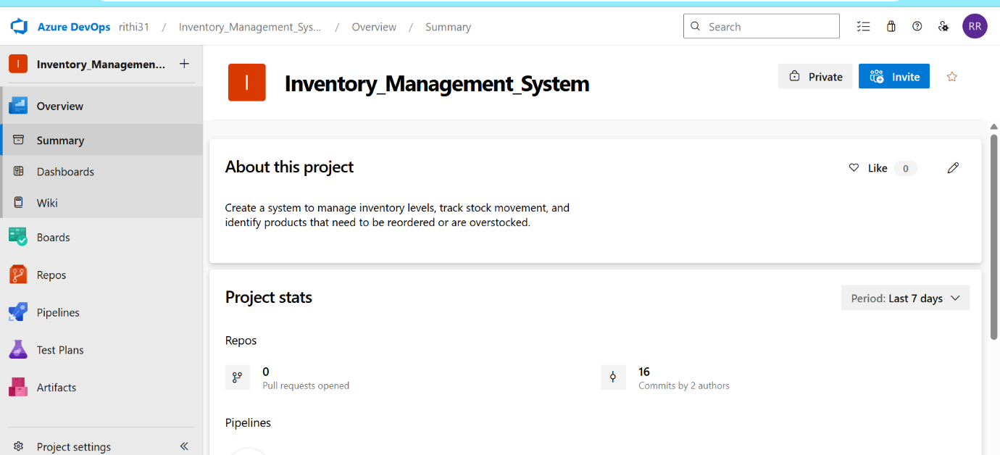 Azure DevOps rithi31 / Inventory_Management_Sys... / Overview / Summary
Search
RR
I Inventory_Managemen... +
Overview
Summary
Dashboards
Wiki
Boards
Repos
Pipelines
Test Plans
Artifacts
Project settings
I Inventory_Management_System
Private
Invite
About this project
Like 0
Create a system to manage inventory levels, track stock movement, and
identify products that need to be reordered or are overstocked.
Project stats
Period: Last 7 days
Repos
0
Pull requests opened
16
Commits by 2 authors
Pipelines